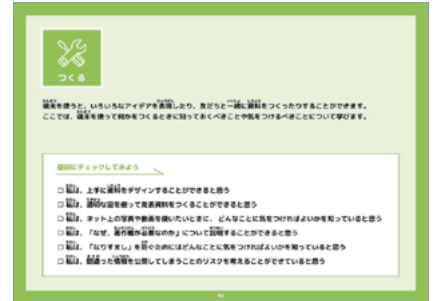 つくる
端末を使うと、いろいろなアイデアを表現したり、友だちと一緒に資料をつくったりすることができます。
ここでは、端末を使って何かをつくるときに知っておくべきことや気をつけるべきことについて学びます。
最初にチェックしてみよう
□ 私は、上手に資料をデザインすることができると思う
□ 私は、適切な図を使って発表資料をつくることができると思う
□ 私は、ネット上の写真や動画を使いたいときに、どんなことに気をつければよいかを知っていると思う
□ 私は、「なぜ、著作権が必要なのか」について説明することができると思う
□ 私は、「なりすまし」を防ぐためにはどんなことに気をつければよいかを知っていると思う
□ 私は、間違った情報を公開してしまうことのリスクを考えることができていると思う